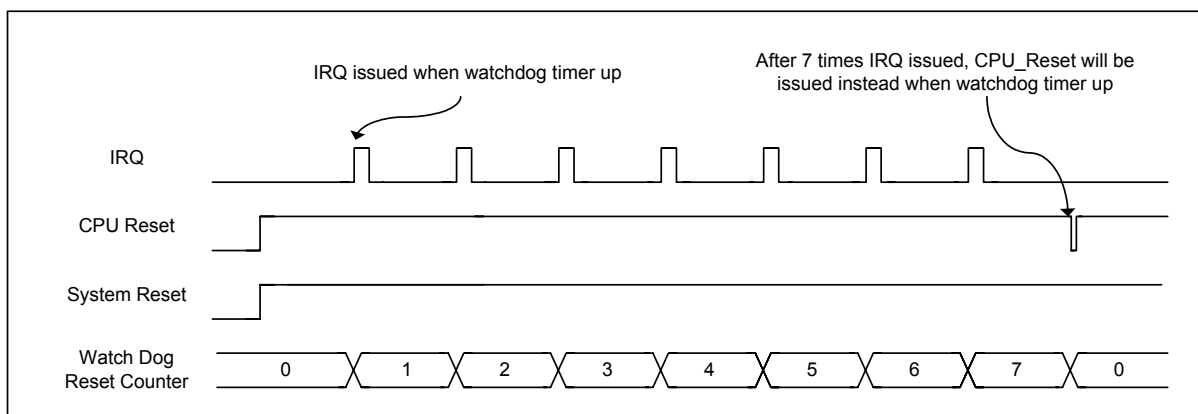 IRQ issued when watchdog timer up
After 7 times IRQ issued, CPU_Reset will be
issued instead when watchdog timer up
IRQ
CPU Reset
System Reset
Watch Dog
Reset Counter
0 1 2 3 4 5 6 7 0